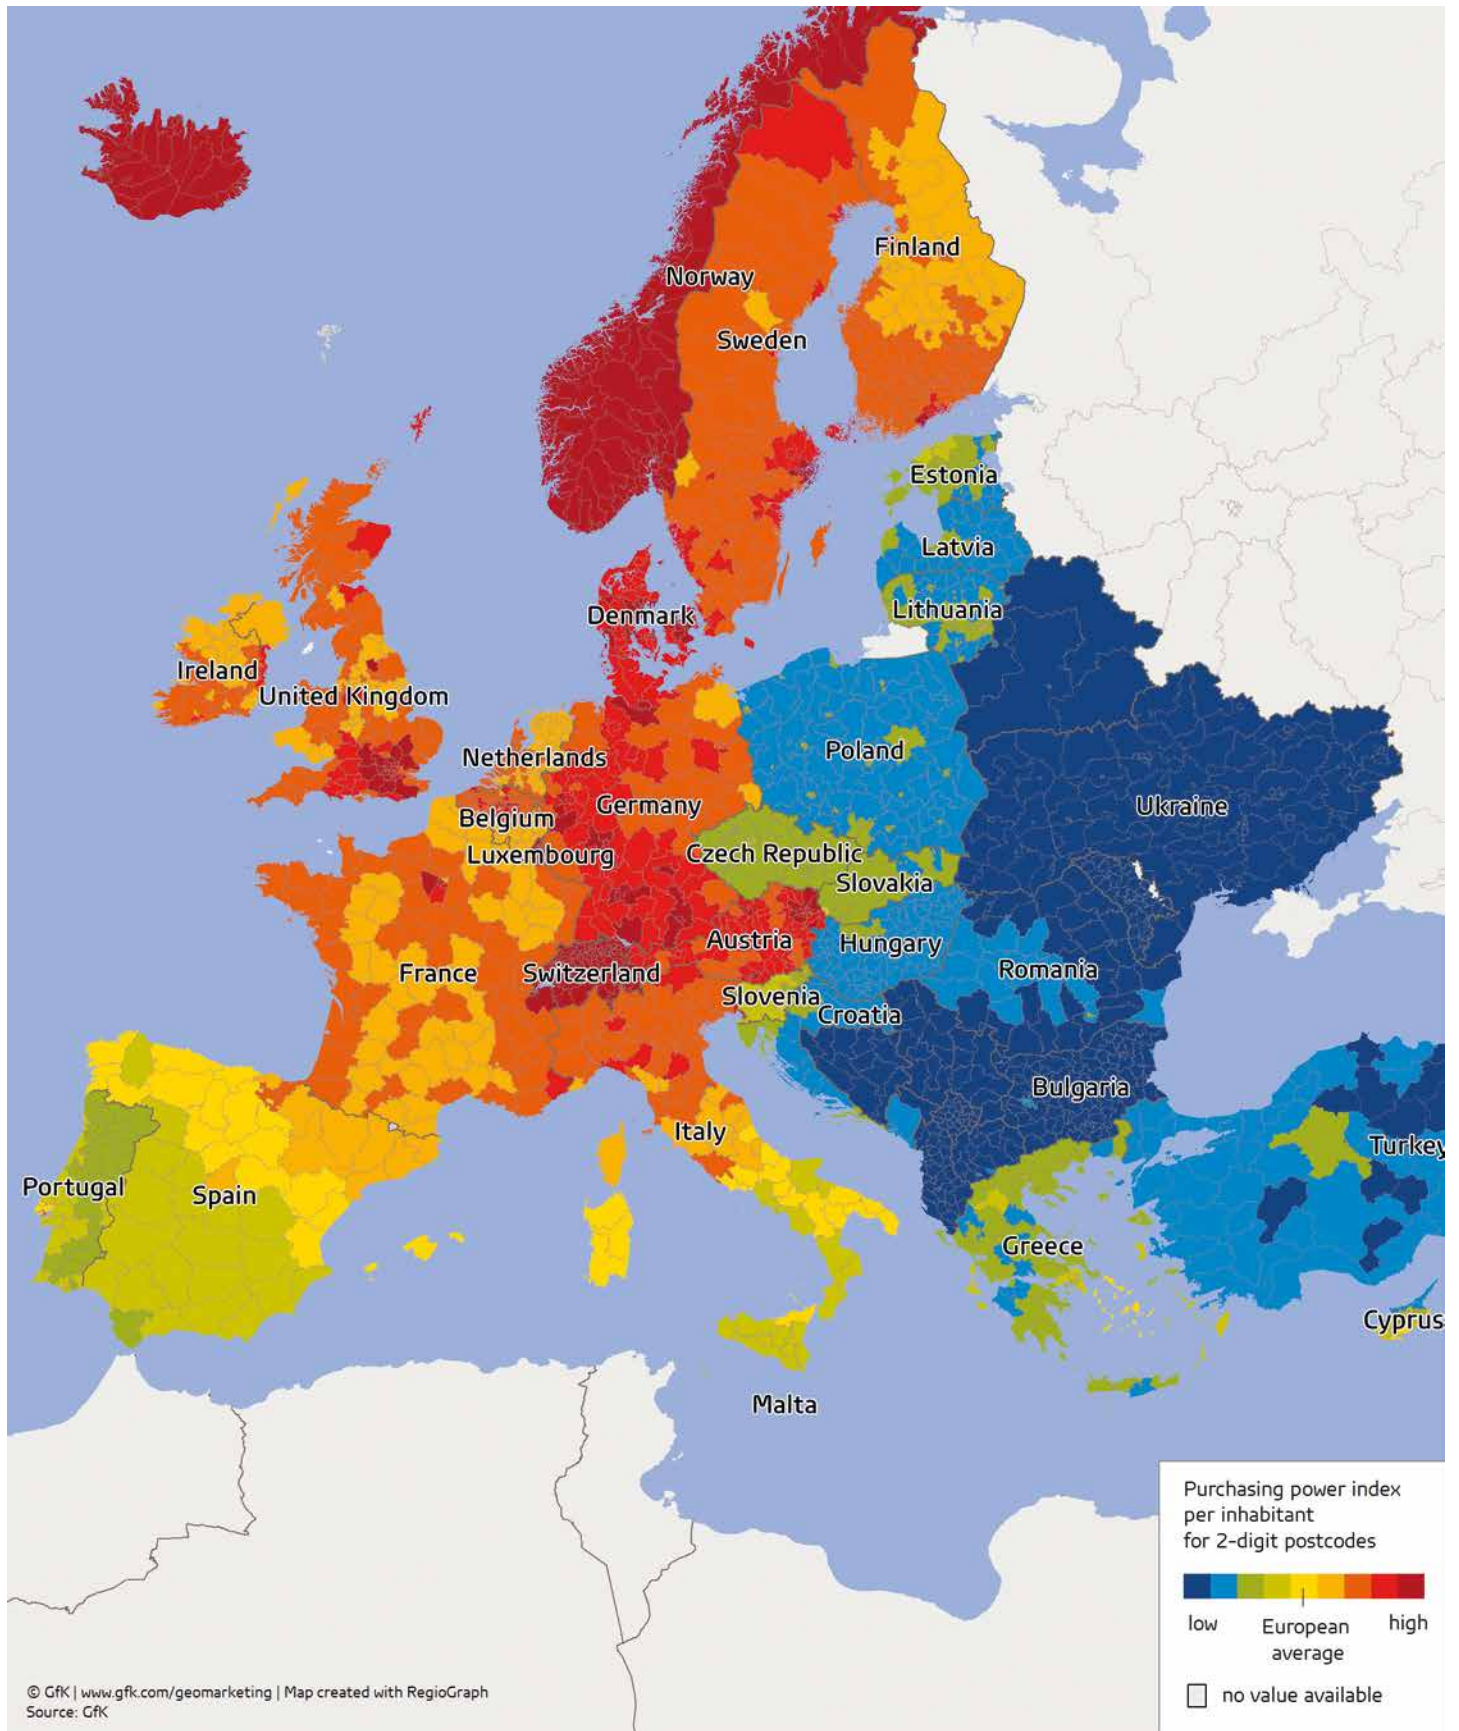 Norway
Finland
Sweden
Estonia
Latvia
Denmark
Lithuania
Ireland
United Kingdom
Netherlands
Poland
Germany
Ukraine
Belgium
Luxembourg
Czech Republic
Slovakia
Austria
Hungary
France
Switzerland
Romania
Slovenia
Croatia
Bulgaria
Italy
Turkey
Portugal
Spain
Greece
Cyprus
Malta
Purchasing power index
per inhabitant
for 2-digit postcodes
low
European
average
high
no value available
© GfK | www.gfk.com/geomarketing | Map created with RegioGraph
Source: GfK